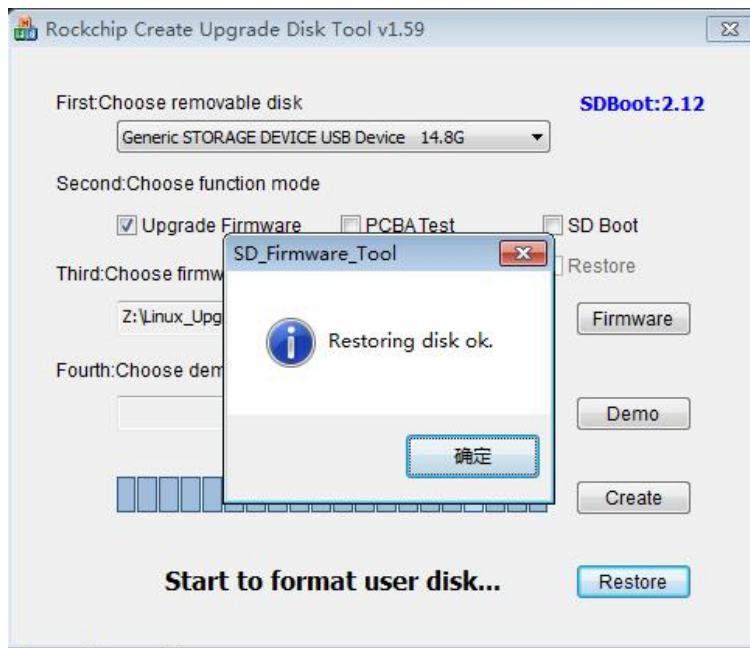 Rockchip Create Upgrade Disk Tool v1.59
First:Choose removable disk
SDBoot:2.12
Generic STORAGE DEVICE USB Device 14.8G
Second:Choose function mode
Upgrade Firmware
PCBA Test
SD Boot
SD_Firmware_Tool
Third:Choose firmw
Restore
Z:\Linux_Upg
Firmware
Restoring disk ok.
Fourth:Choose dem
Demo
确定
Create
Start to format user disk...
Restore